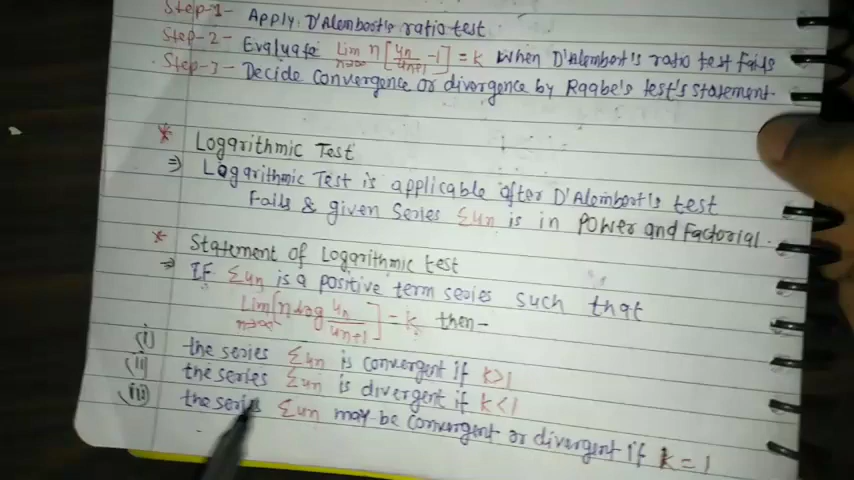 Step-1- Apply D'Alembert's ratio test.
Step-2- Evaluate lim n→∞ n[un/un+1 -1]=k when D'Alembert's ratio test fails
Step-3- Decide convergence or divergence by Raabe's test's statement.
* Logarithmic Test
⇒ Logarithmic Test is applicable after D'Alembert's test
Fails & given series Σun is in Power and Factorial.
* Statement of Logarithmic test
⇒ IF Σun is a positive term series such that
Lim n→∞ [n log un/un+1] = k, then-
(i) the series Σun is convergent if k>1
(ii) the series Σun is divergent if k<1
(iii) the series Σun may be convergent or divergent if k=1